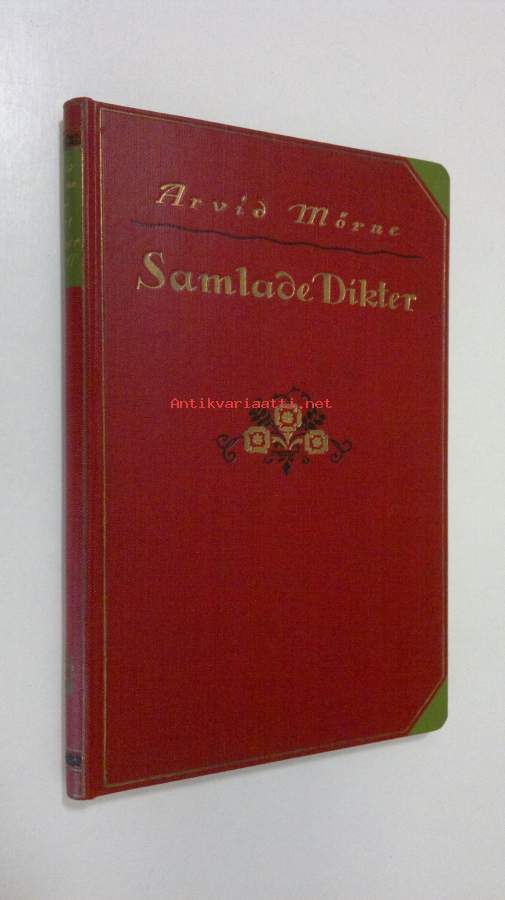 Arvid Mörne
Samlade Dikter
Antikvariaatti.net